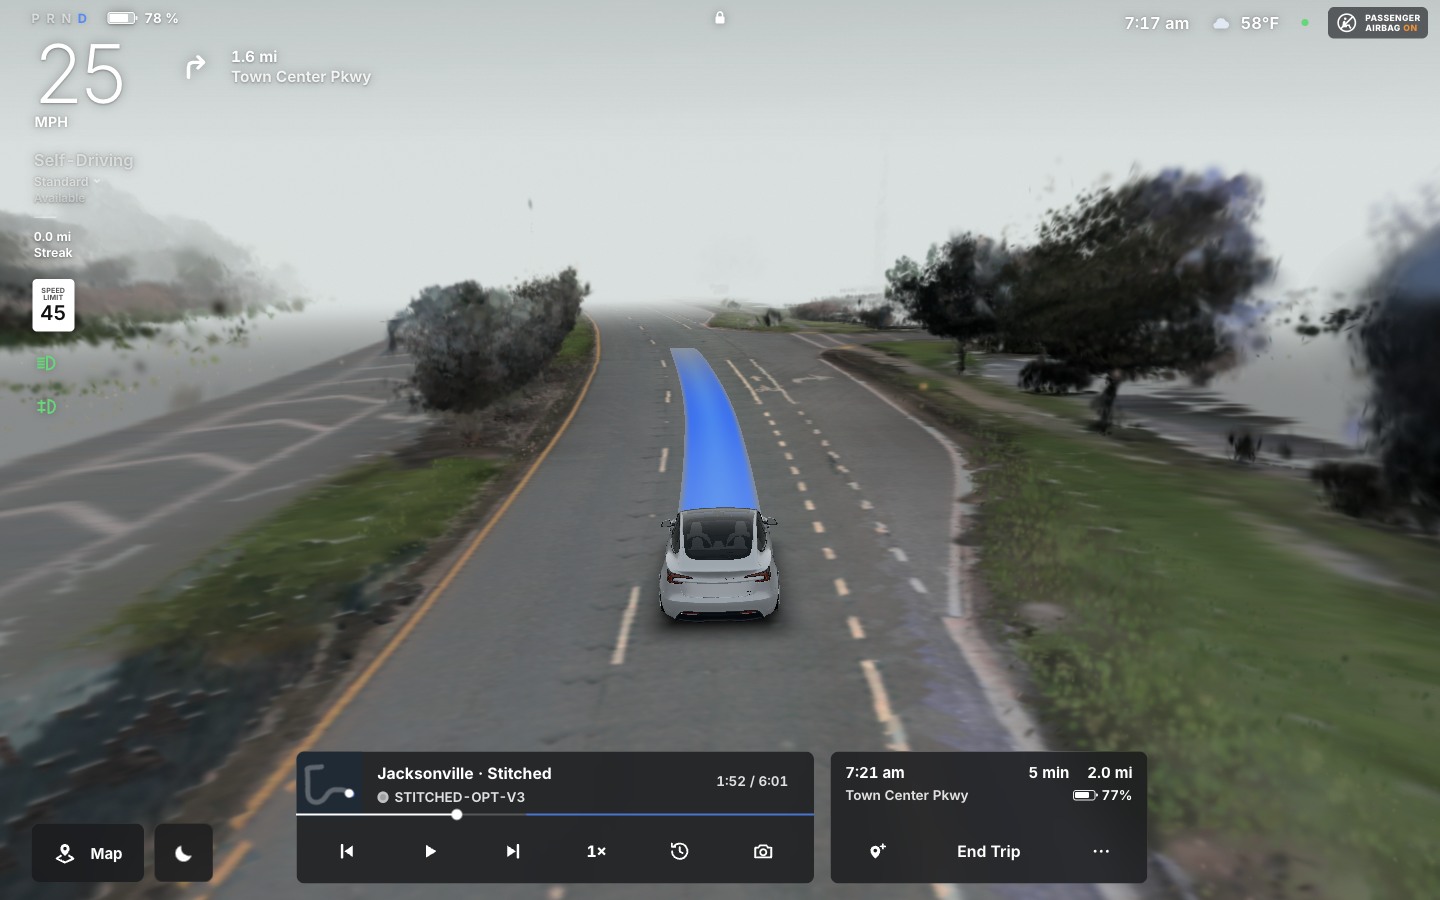 P R N D 78 %
7:17 am 58°F
PASSENGER
AIRBAG ON
25
MPH
1.6 mi
Town Center Pkwy
Self-Driving
Standard
Available
0.0 mi
Streak
SPEED
LIMIT
45
Jacksonville · Stitched
STITCHED-OPT-V3
1:52 / 6:01
1×
7:21 am 5 min 2.0 mi
Town Center Pkwy 77%
End Trip
Map